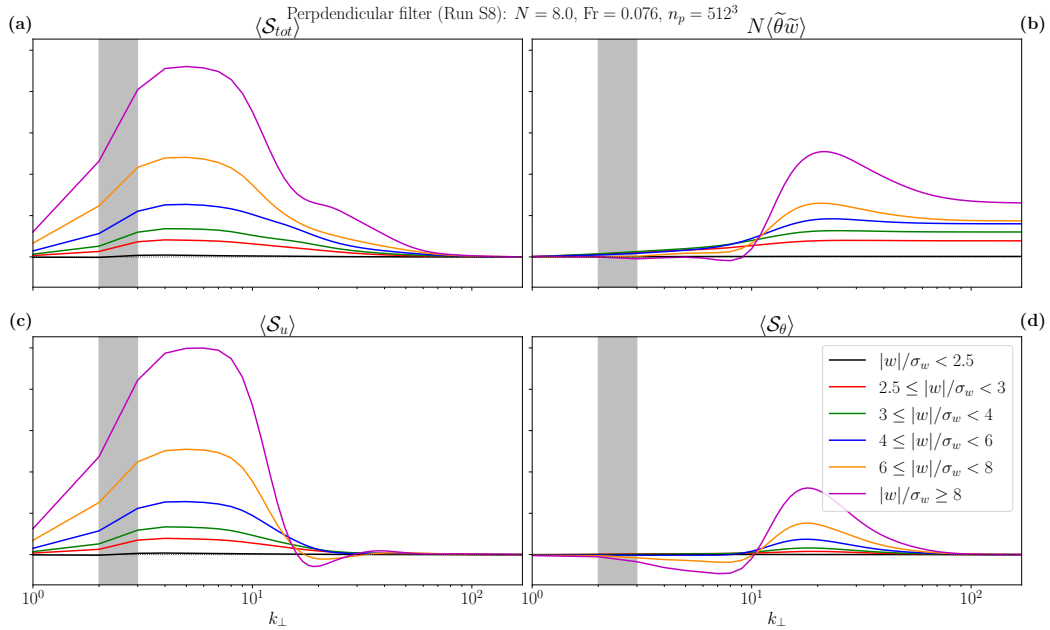 Perpdendicular filter (Run S8): N = 8.0, Fr = 0.076, n_p = 512^3
(a)
⟨𝒮_tot⟩
N⟨θ̃w̃⟩
(b)
(c)
⟨𝒮_u⟩
⟨𝒮_θ⟩
(d)
|w|/σ_w < 2.5
2.5 ≤ |w|/σ_w < 3
3 ≤ |w|/σ_w < 4
4 ≤ |w|/σ_w < 6
6 ≤ |w|/σ_w < 8
|w|/σ_w ≥ 8
10^0 10^1 10^2 10^0 10^1 10^2
k_⊥ k_⊥